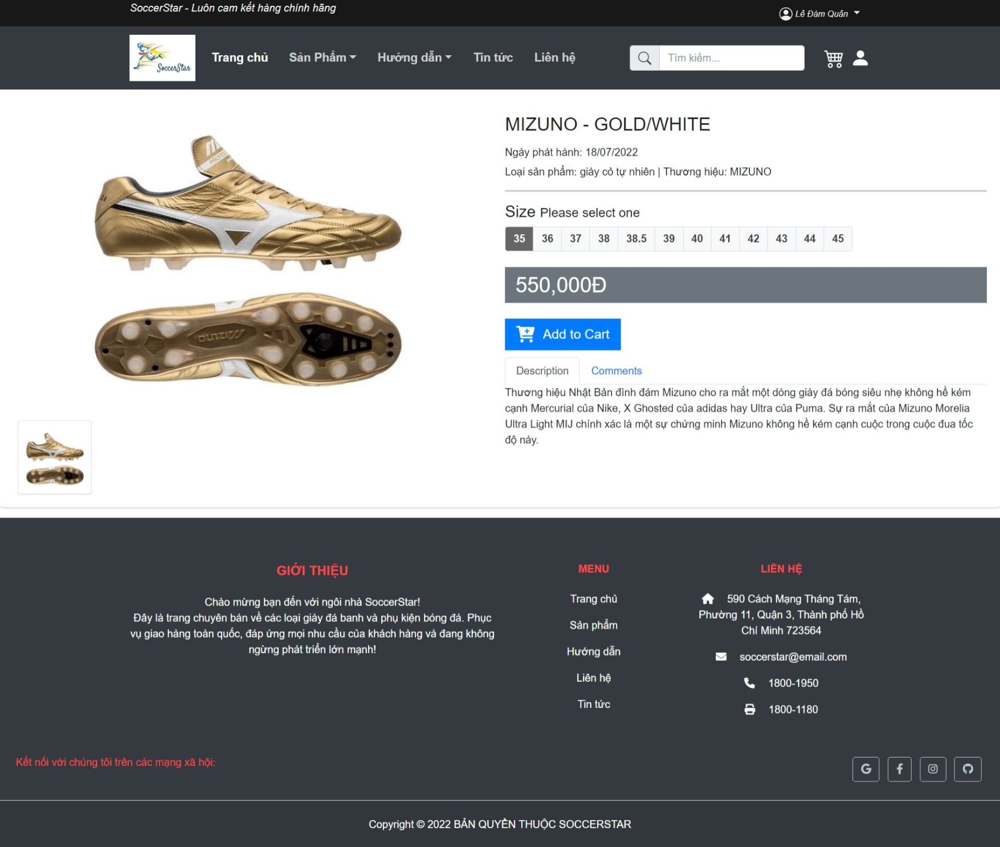 SoccerStar - Luôn cam kết hàng chính hãng
Lê Đàm Quân
SoccerStar
Trang chủ
Sản Phẩm
Hướng dẫn
Tin tức
Liên hệ
Tìm kiếm...
MIZUNO - GOLD/WHITE
Ngày phát hành: 18/07/2022
Loại sản phẩm: giày cỏ tự nhiên | Thương hiệu: MIZUNO
Size Please select one
35 36 37 38 38.5 39 40 41 42 43 44 45
550,000Đ
Add to Cart
Description
Comments
Thương hiệu Nhật Bản đình đám Mizuno cho ra mắt một dòng giày đá bóng siêu nhẹ không hề kém
cạnh Mercurial của Nike, X Ghosted của adidas hay Ultra của Puma. Sự ra mắt của Mizuno Morelia
Ultra Light MIJ chính xác là một sự chứng minh Mizuno không hề kém cạnh cuộc trong cuộc đua tốc
độ này.
GIỚI THIỆU
Chào mừng bạn đến với ngôi nhà SoccerStar!
Đây là trang chuyên bán về các loại giày đá banh và phụ kiện bóng đá. Phục
vụ giao hàng toàn quốc, đáp ứng mọi nhu cầu của khách hàng và đang không
ngừng phát triển lớn mạnh!
MENU
Trang chủ
Sản phẩm
Hướng dẫn
Liên hệ
Tin tức
LIÊN HỆ
590 Cách Mạng Tháng Tám,
Phường 11, Quận 3, Thành phố Hồ
Chí Minh 723564
soccerstar@email.com
1800-1950
1800-1180
Kết nối với chúng tôi trên các mạng xã hội:
Copyright © 2022 BẢN QUYỀN THUỘC SOCCERSTAR